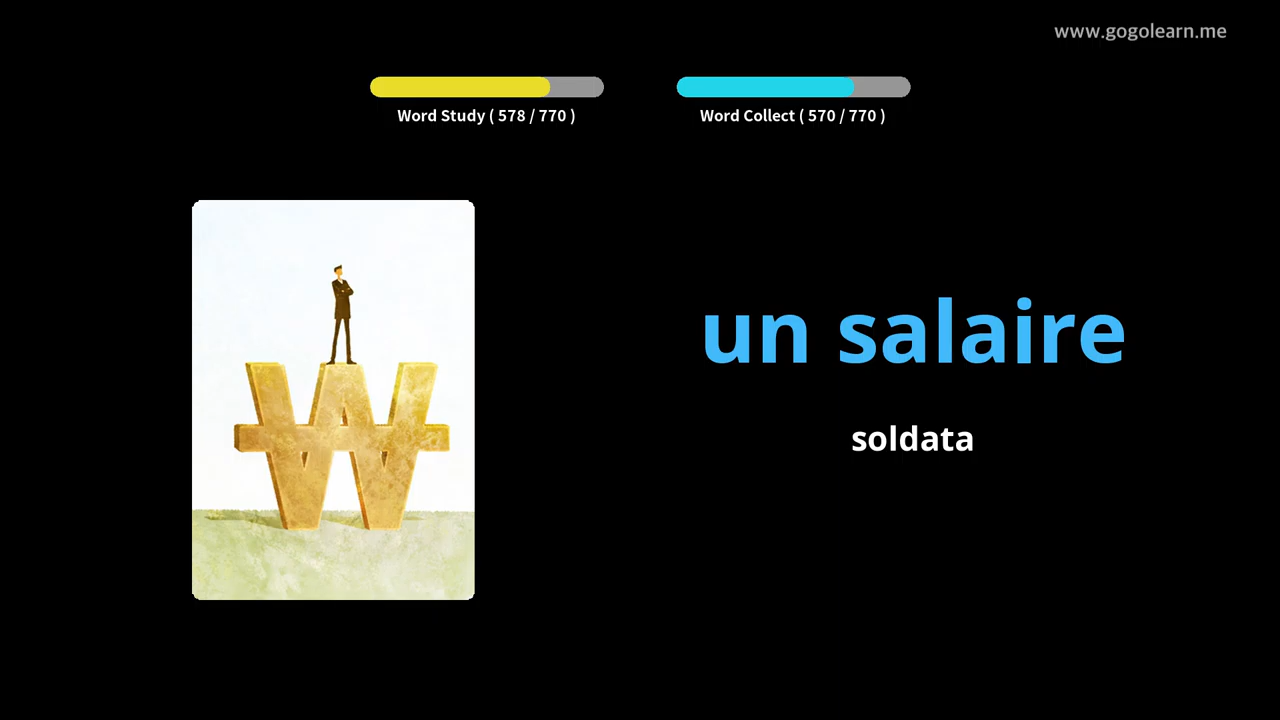 www.gogolearn.me
Word Study ( 578 / 770 )
Word Collect ( 570 / 770 )
un salaire
soldata